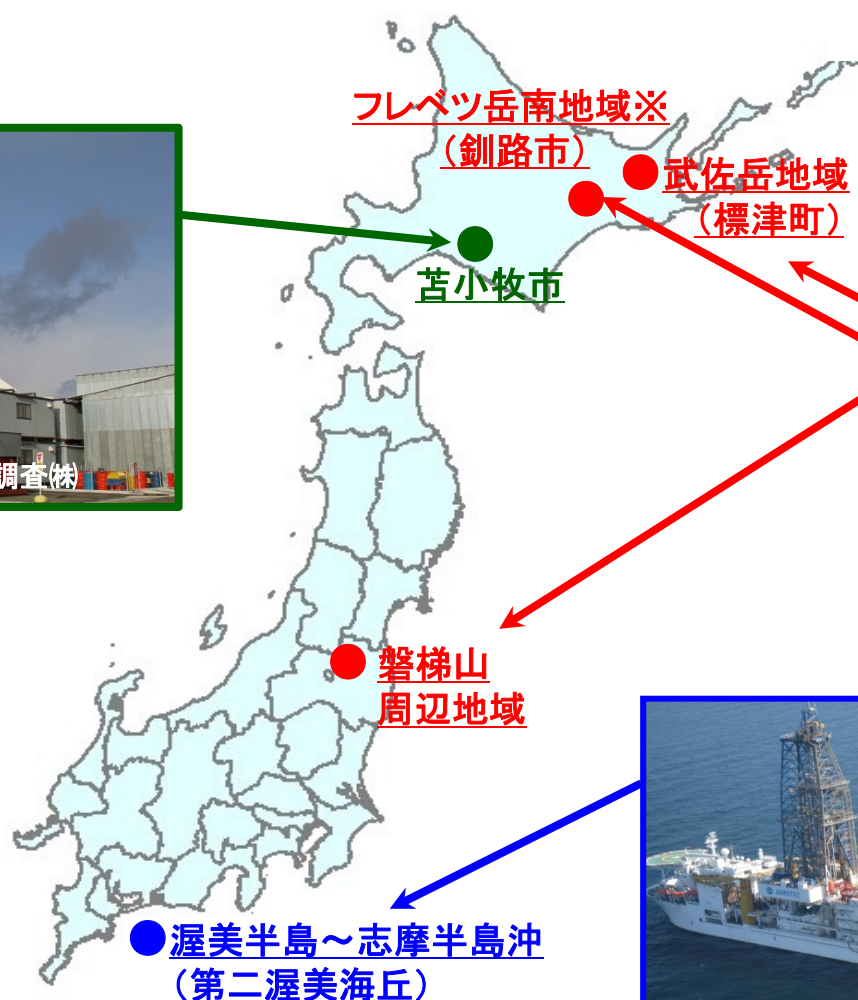 フレベツ岳南地域※
（釧路市）
武佐岳地域
（標津町）
苫小牧市
調査㈱
磐梯山
周辺地域
JAMSTEC
渥美半島～志摩半島沖
（第二渥美海丘）